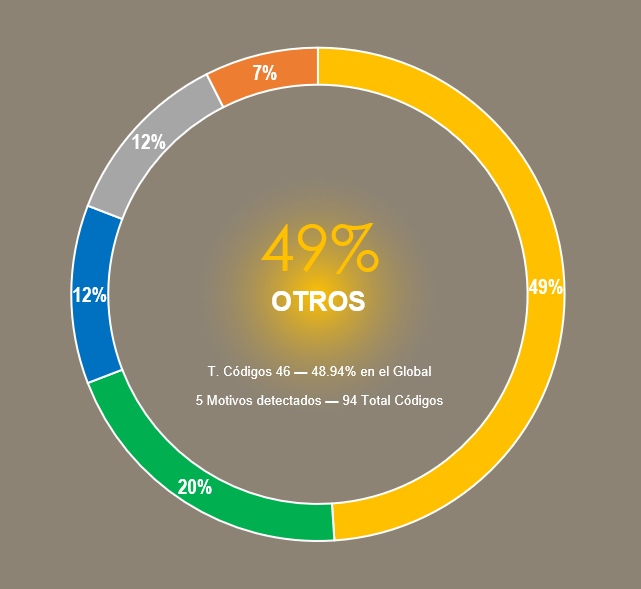 7%
12%
49%
OTROS
49%
12%
T. Códigos 46 — 48.94% en el Global
5 Motivos detectados — 94 Total Códigos
20%